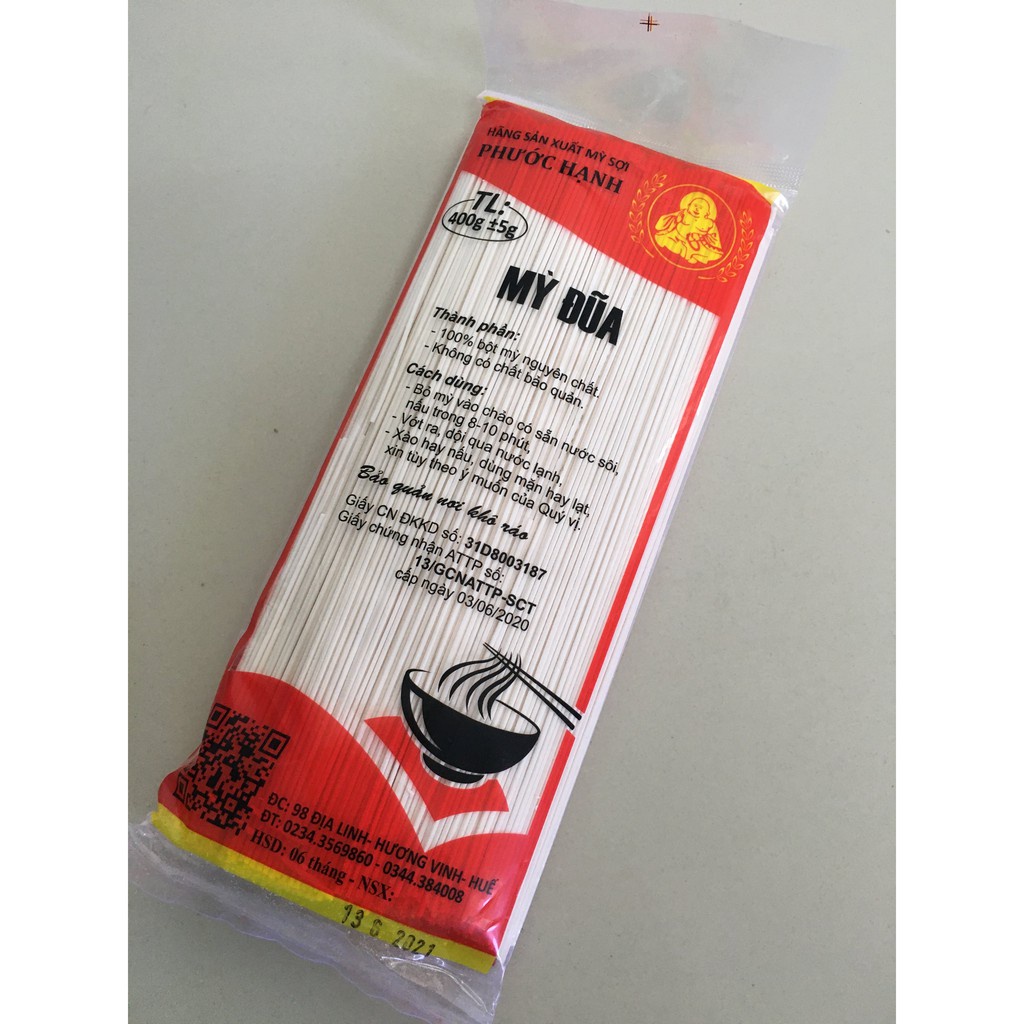 HÃNG SẢN XUẤT MỲ SỢI
PHƯỚC HẠNH
TL:
400g ±5g
MỲ ĐŨA
Thành phần:
- 100% bột mỳ nguyên chất.
- Không có chất bảo quản.
Cách dùng:
- Bỏ mỳ vào chảo có sẵn nước sôi,
nấu trong 8-10 phút,
- Vớt ra, dội qua nước lạnh,
- Xào hay nấu, dùng mặn hay lạt,
xin tùy theo ý muốn của Quý vị.
Bảo quản nơi khô ráo
Giấy CN ĐKKD số: 31D8003187
Giấy chứng nhận ATTP số:
13/GCNATTP-SCT
cấp ngày 03/06/2020
ĐC: 98 ĐỊA LINH- HƯƠNG VINH- HUẾ
ĐT: 0234.3569860 - 0344.384008
HSD: 06 tháng - NSX:
13 6 2021